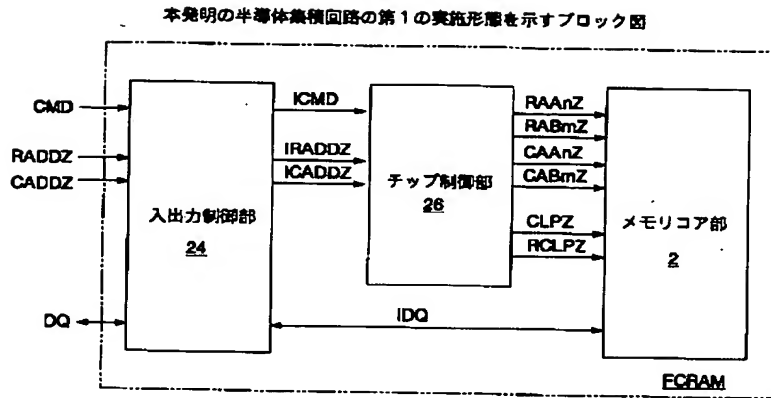 本発明の半導体集積回路の第1の実施形態を示すブロック図
CMD
RADDZ
CADDZ
DQ
入出力制御部
24
ICMD
IRADDZ
ICADDZ
IDQ
チップ制御部
26
RAAnZ
RABmZ
CAAnZ
CABmZ
CLPZ
RCLPZ
メモリコア部
2
FCRAM